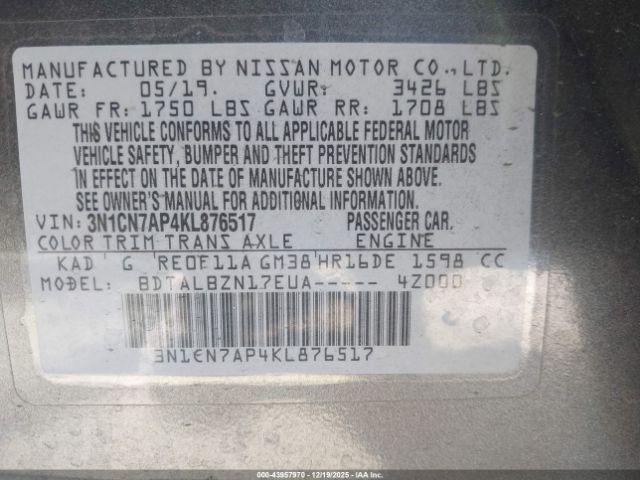 MANUFACTURED BY NISSAN MOTOR CO., LTD.
DATE: 05/19. GVWR: 3426 LBS
GAWR FR: 1750 LBS GAWR RR: 1708 LBS
THIS VEHICLE CONFORMS TO ALL APPLICABLE FEDERAL MOTOR
VEHICLE SAFETY, BUMPER AND THEFT PREVENTION STANDARDS
IN EFFECT ON THE DATE OF MANUFACTURE SHOWN ABOVE.
SEE OWNER'S MANUAL FOR ADDITIONAL INFORMATION.
VIN: 3N1CN7AP4KL876517 PASSENGER CAR.
COLOR TRIM TRANS AXLE ENGINE
KAD G RE0F11A GM38 HR16DE 1598 CC
MODEL: BDTALBZN17EUA----- 4Z000
3N1CN7AP4KL876517
000-43957970 | 12/19/2025 | IAA, Inc.